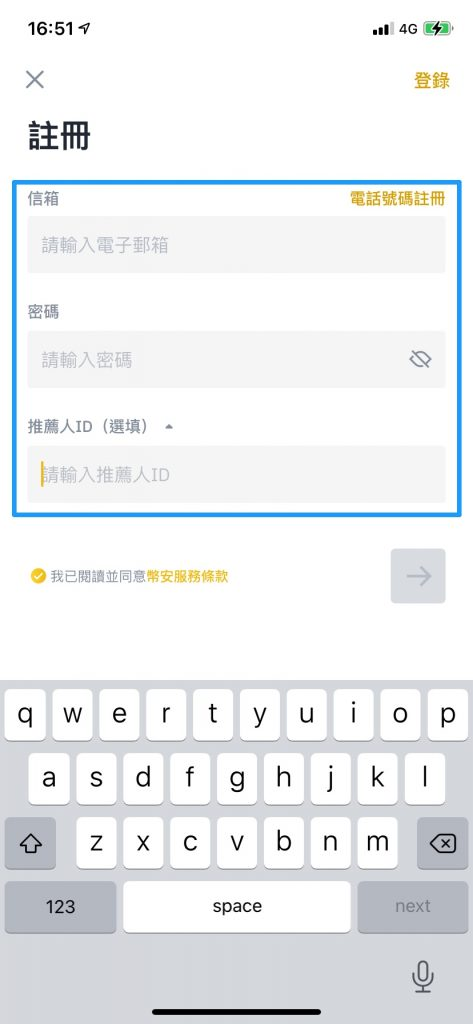 16:51
4G
登錄
註冊
信箱
電話號碼註冊
請輸入電子郵箱
密碼
請輸入密碼
推薦人ID（選填）
請輸入推薦人ID
我已閱讀並同意幣安服務條款
q w e r t y u i o p
a s d f g h j k l
z x c v b n m
123 space next